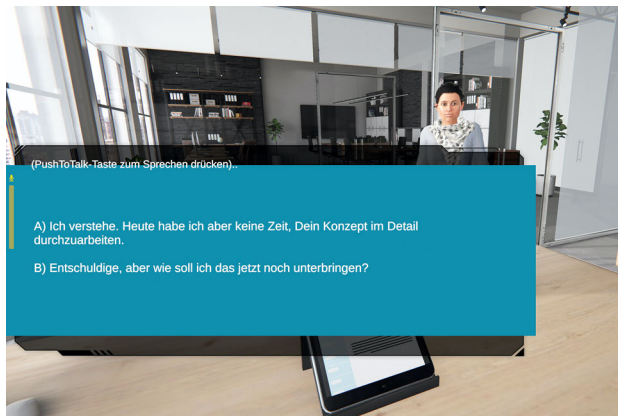 (PushToTalk-Taste zum Sprechen drücken)..
A) Ich verstehe. Heute habe ich aber keine Zeit, Dein Konzept im Detail
durchzuarbeiten.
B) Entschuldige, aber wie soll ich das jetzt noch unterbringen?